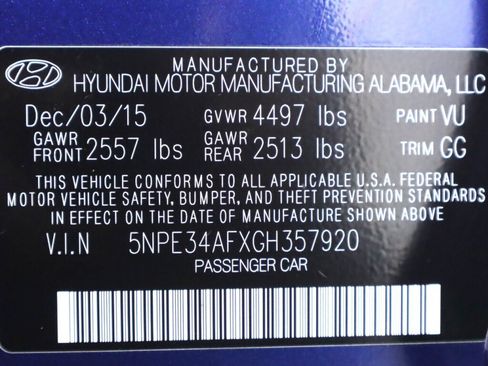 MANUFACTURED BY
HYUNDAI MOTOR MANUFACTURING ALABAMA, LLC
Dec/03/15 GVWR 4497 lbs PAINT VU
GAWR FRONT 2557 lbs GAWR REAR 2513 lbs TRIM GG
THIS VEHICLE CONFORMS TO ALL APPLICABLE U.S.A. FEDERAL
MOTOR VEHICLE SAFETY, BUMPER, AND THEFT PREVENTION STANDARDS
IN EFFECT ON THE DATE OF MANUFACTURE SHOWN ABOVE.
V.I.N 5NPE34AFXGH357920
PASSENGER CAR